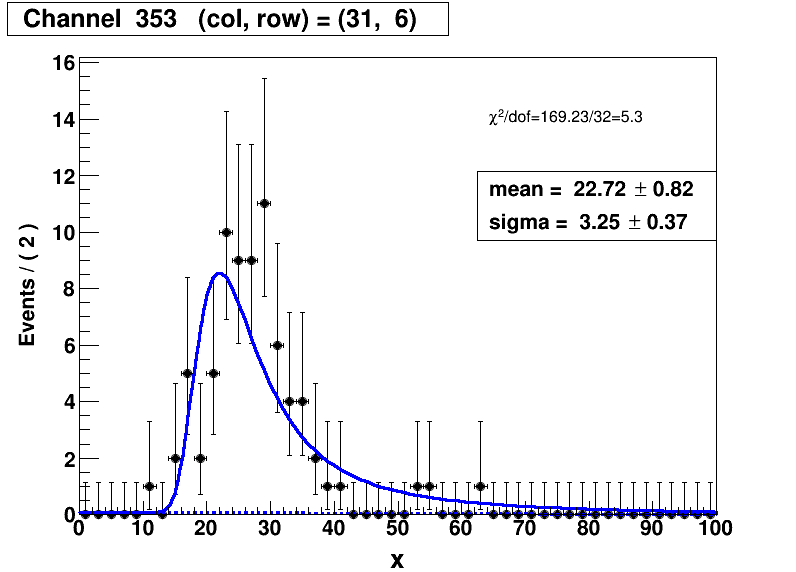 Channel 353 (col, row) = (31, 6)
16
14
12
10
8
6
4
2
0
Events / ( 2 )
χ²/dof=169.23/32=5.3
mean = 22.72 ± 0.82
sigma = 3.25 ± 0.37
0 10 20 30 40 50 60 70 80 90 100
x